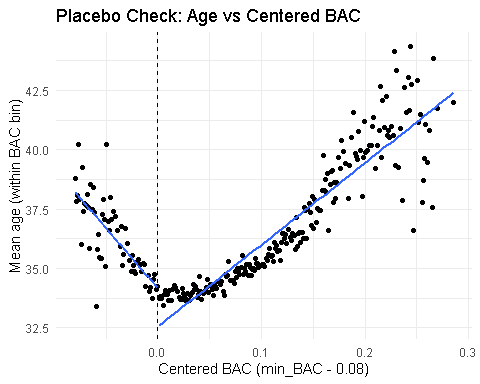 Placebo Check: Age vs Centered BAC
Mean age (within BAC bin)
42.5
40.0
37.5
35.0
32.5
0.0 0.1 0.2 0.3
Centered BAC (min_BAC - 0.08)